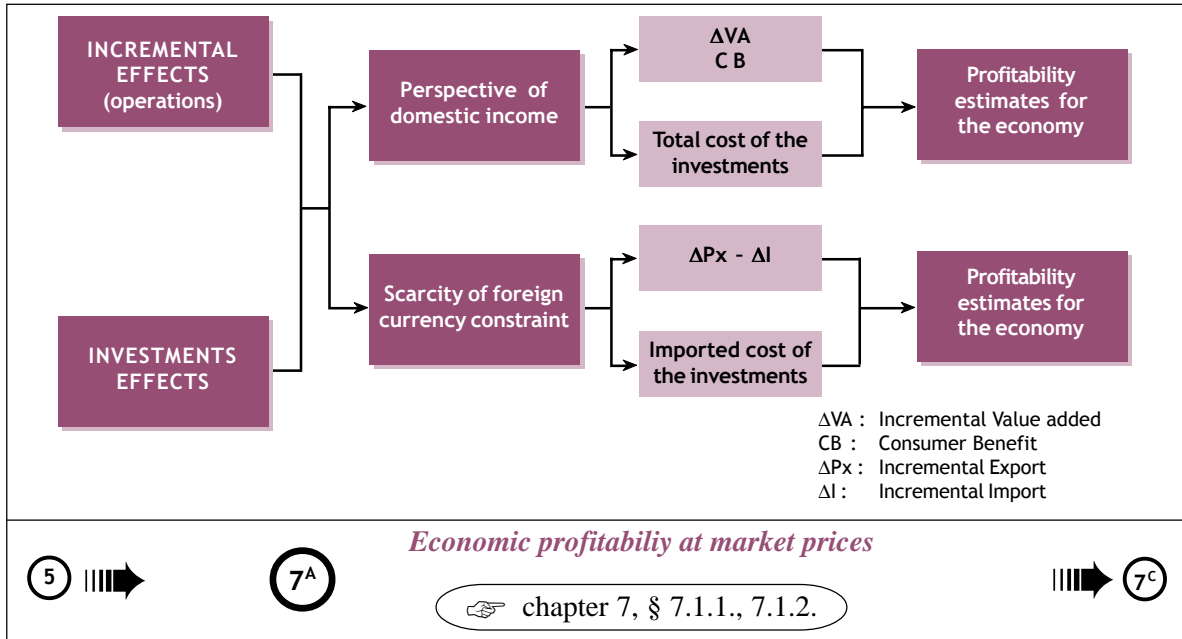 INCREMENTAL
EFFECTS
(operations)
INVESTMENTS
EFFECTS
Perspective of
domestic income
Scarcity of foreign
currency constraint
ΔVA
C B
Total cost of the
investments
ΔPx – ΔI
Imported cost of
the investments
Profitability
estimates for
the economy
Profitability
estimates for
the economy
ΔVA : Incremental Value added
CB : Consumer Benefit
ΔPx : Incremental Export
ΔI : Incremental Import
Economic profitabiliy at market prices
5
7A
7C
☞ chapter 7, § 7.1.1., 7.1.2.